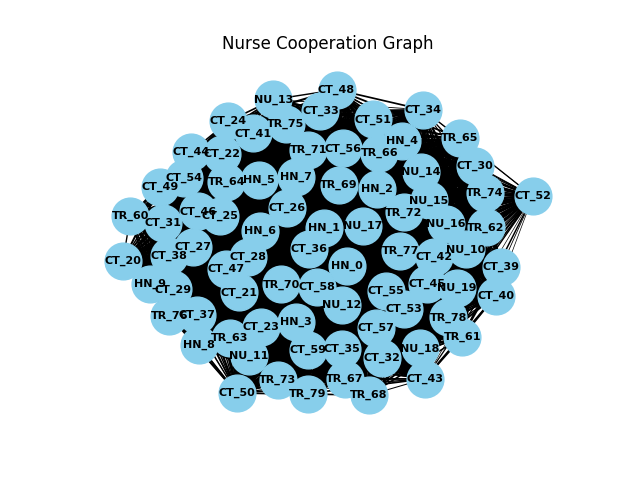 Nurse Cooperation Graph
CT_48
NU_13
CT_33
CT_34
CT_24
TR_75
CT_51
CT_41
HN_4
TR_65
CT_44
CT_22
TR_71
CT_56
TR_66
CT_30
CT_54
TR_64
HN_5
HN_7
TR_69
HN_2
NU_14
CT_49
TR_74
CT_52
NU_15
TR_60
CT_31
CT_46
CT_25
CT_26
TR_72
NU_16
TR_62
HN_6
HN_1
NU_17
CT_20
CT_38
CT_27
CT_28
CT_36
TR_77
CT_42
NU_10
CT_39
CT_47
HN_0
HN_9
CT_29
CT_21
TR_70
CT_58
CT_55
NU_19
CT_40
NU_12
CT_53
CT_37
HN_3
TR_78
CT_23
CT_57
TR_61
HN_8
TR_63
NU_11
CT_59
CT_35
CT_32
NU_18
CT_50
TR_73
TR_79
TR_67
TR_68
CT_43